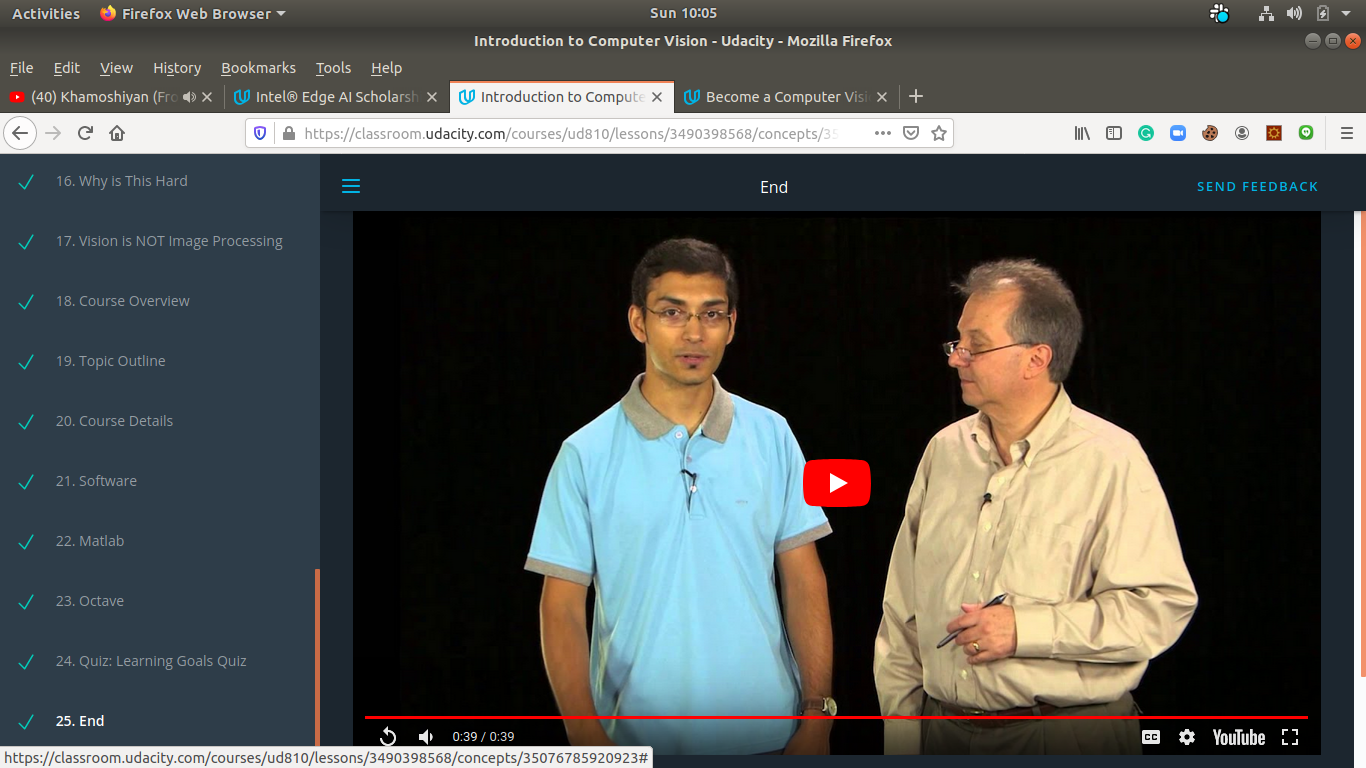 Activities
Firefox Web Browser
Sun 10:05
Introduction to Computer Vision - Udacity - Mozilla Firefox
File Edit View History Bookmarks Tools Help
(40) Khamoshiyan (Fro
Intel® Edge AI Scholarsh
Introduction to Compute
Become a Computer Visi
https://classroom.udacity.com/courses/ud810/lessons/3490398568/concepts/35
16. Why is This Hard
End
SEND FEEDBACK
17. Vision is NOT Image Processing
18. Course Overview
19. Topic Outline
20. Course Details
21. Software
22. Matlab
23. Octave
24. Quiz: Learning Goals Quiz
25. End
0:39 / 0:39
CC
YouTube
https://classroom.udacity.com/courses/ud810/lessons/3490398568/concepts/35076785920923#